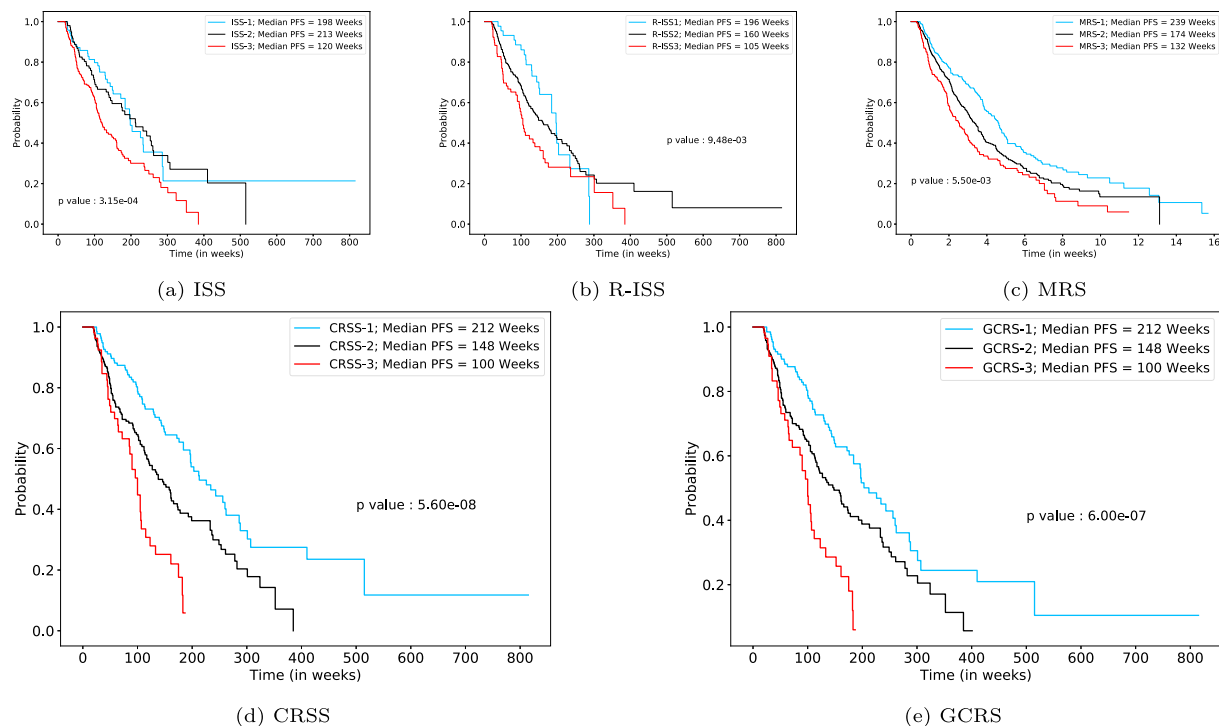 ISS-1; Median PFS = 198 Weeks
ISS-2; Median PFS = 213 Weeks
ISS-3; Median PFS = 120 Weeks
1.0
0.8
0.6
0.4
0.2
0.0
Probability
p value : 3.15e-04
0 100 200 300 400 500 600 700 800
Time (in weeks)
(a) ISS
R-ISS1; Median PFS = 196 Weeks
R-ISS2; Median PFS = 160 Weeks
R-ISS3; Median PFS = 105 Weeks
1.0
0.8
0.6
0.4
0.2
0.0
Probability
p value : 9,48e-03
0 100 200 300 400 500 600 700 800
Time (in weeks)
(b) R-ISS
MRS-1; Median PFS = 239 Weeks
MRS-2; Median PFS = 174 Weeks
MRS-3; Median PFS = 132 Weeks
1.0
0.8
0.6
0.4
0.2
0.0
Probability
p value : 5.50e-03
0 2 4 6 8 10 12 14 16
Time (in weeks)
(c) MRS
CRSS-1; Median PFS = 212 Weeks
CRSS-2; Median PFS = 148 Weeks
CRSS-3; Median PFS = 100 Weeks
1.0
0.8
0.6
0.4
0.2
0.0
Probability
p value : 5.60e-08
0 100 200 300 400 500 600 700 800
Time (in weeks)
(d) CRSS
GCRS-1; Median PFS = 212 Weeks
GCRS-2; Median PFS = 148 Weeks
GCRS-3; Median PFS = 100 Weeks
1.0
0.8
0.6
0.4
0.2
Probability
p value : 6.00e-07
0 100 200 300 400 500 600 700 800
Time (in weeks)
(e) GCRS